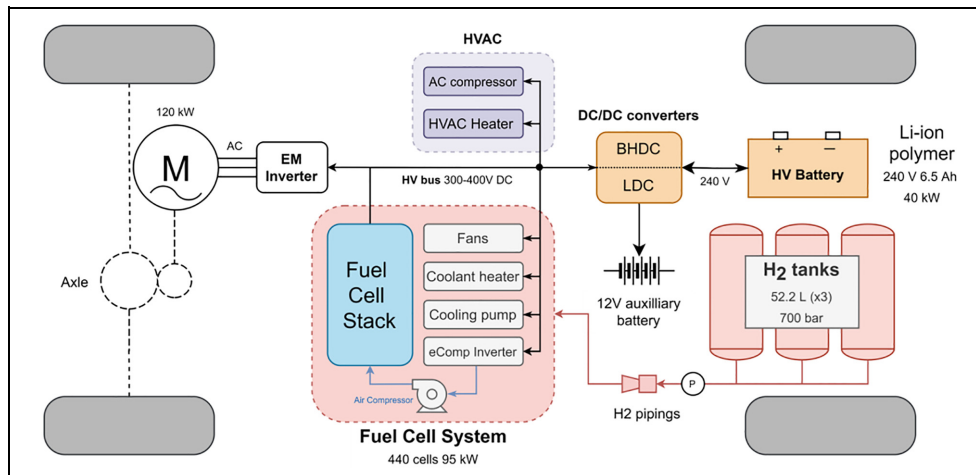 HVAC
AC compressor
HVAC Heater
120 kW
M
AC
EM
Inverter
HV bus 300-400V DC
DC/DC converters
BHDC
LDC
240 V
+ −
HV Battery
Li-ion
polymer
240 V 6.5 Ah
40 kW
Axle
Fuel
Cell
Stack
Fans
Coolant heater
Cooling pump
eComp Inverter
Air Compressor
Fuel Cell System
440 cells 95 kW
12V auxilliary
battery
H2 tanks
52.2 L (x3)
700 bar
P
H2 pipings